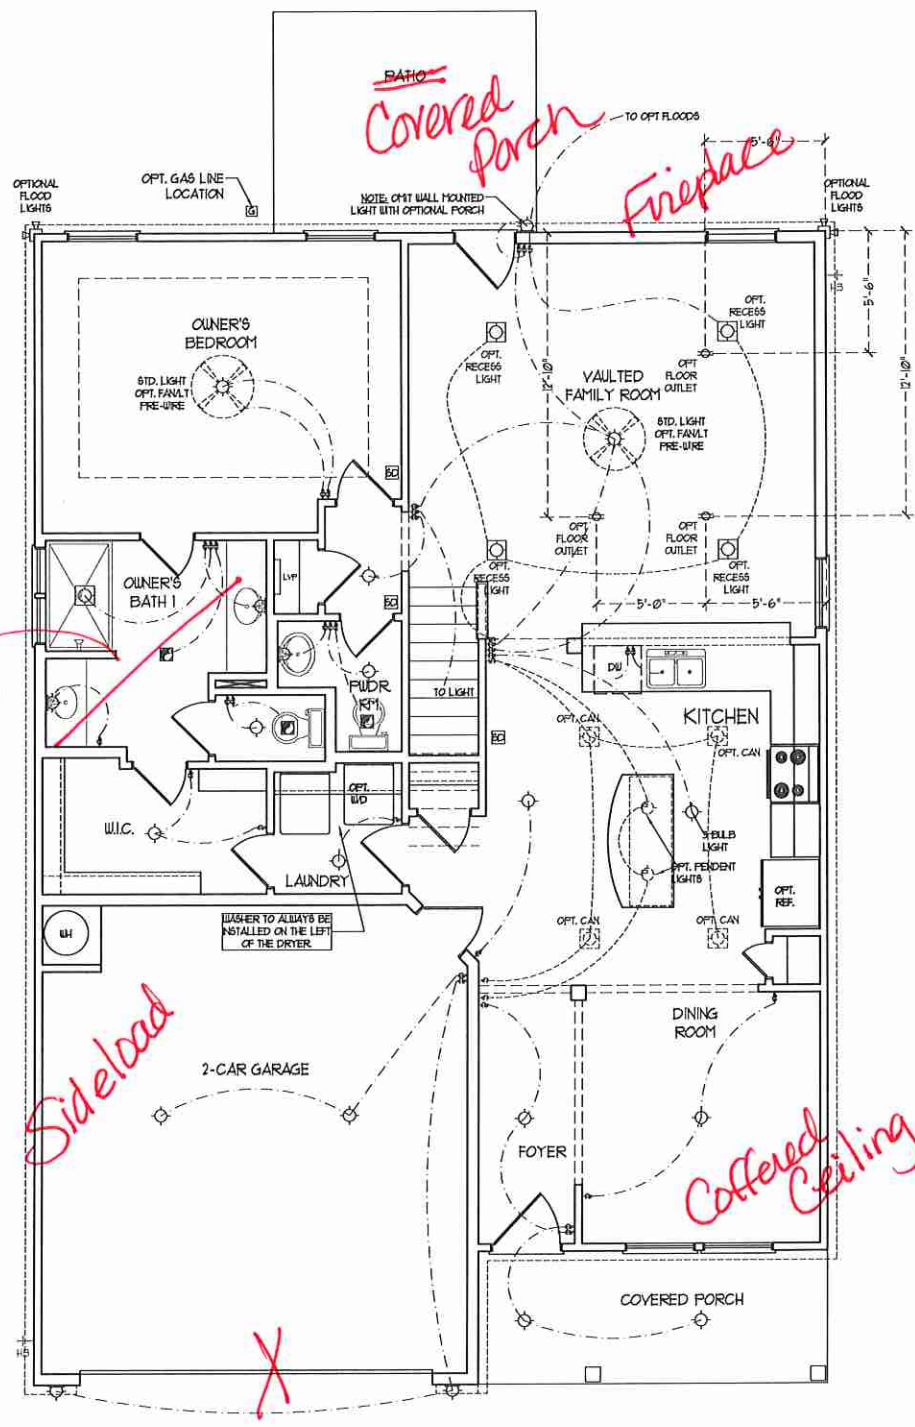 PATIO
Covered
Porch
TO OPT FLOODS
5'-6"
Fireplace
OPTIONAL
FLOOD
LIGHTS
OPT. GAS LINE
LOCATION
G
NOTE: OMIT WALL MOUNTED
LIGHT WITH OPTIONAL PORCH
OPTIONAL
FLOOD
LIGHTS
OWNER'S
BEDROOM
STD. LIGHT
OPT. FAN/LT
PRE-WIRE
SD
OPT.
RECESS
LIGHT
OPT.
RECESS
LIGHT
HB
5'-6"
12'-10"
12'-10"
VAULTED
FAMILY ROOM
STD. LIGHT
OPT. FAN/LT
PRE-WIRE
OPT
FLOOR
OUTLET
OPT
FLOOR
OUTLET
OPT
FLOOR
OUTLET
OPT.
RECESS
LIGHT
OPT.
RECESS
LIGHT
5'-0"
5'-6"
OWNER'S
BATH 1
LVP
SD
PWDR
RM.
TO LIGHT
DW
KITCHEN
OPT. CAN
OPT. CAN
3 BULB
LIGHT
OPT. PENDENT
LIGHTS
OPT.
REF.
OPT. CAN
OPT. CAN
W.I.C.
OPT.
W/D
LAUNDRY
WASHER TO ALWAYS BE
INSTALLED ON THE LEFT
OF THE DRYER
WH
Sideload
2-CAR GARAGE
DINING
ROOM
FOYER
Coffered
Ceiling
COVERED PORCH
HB
X